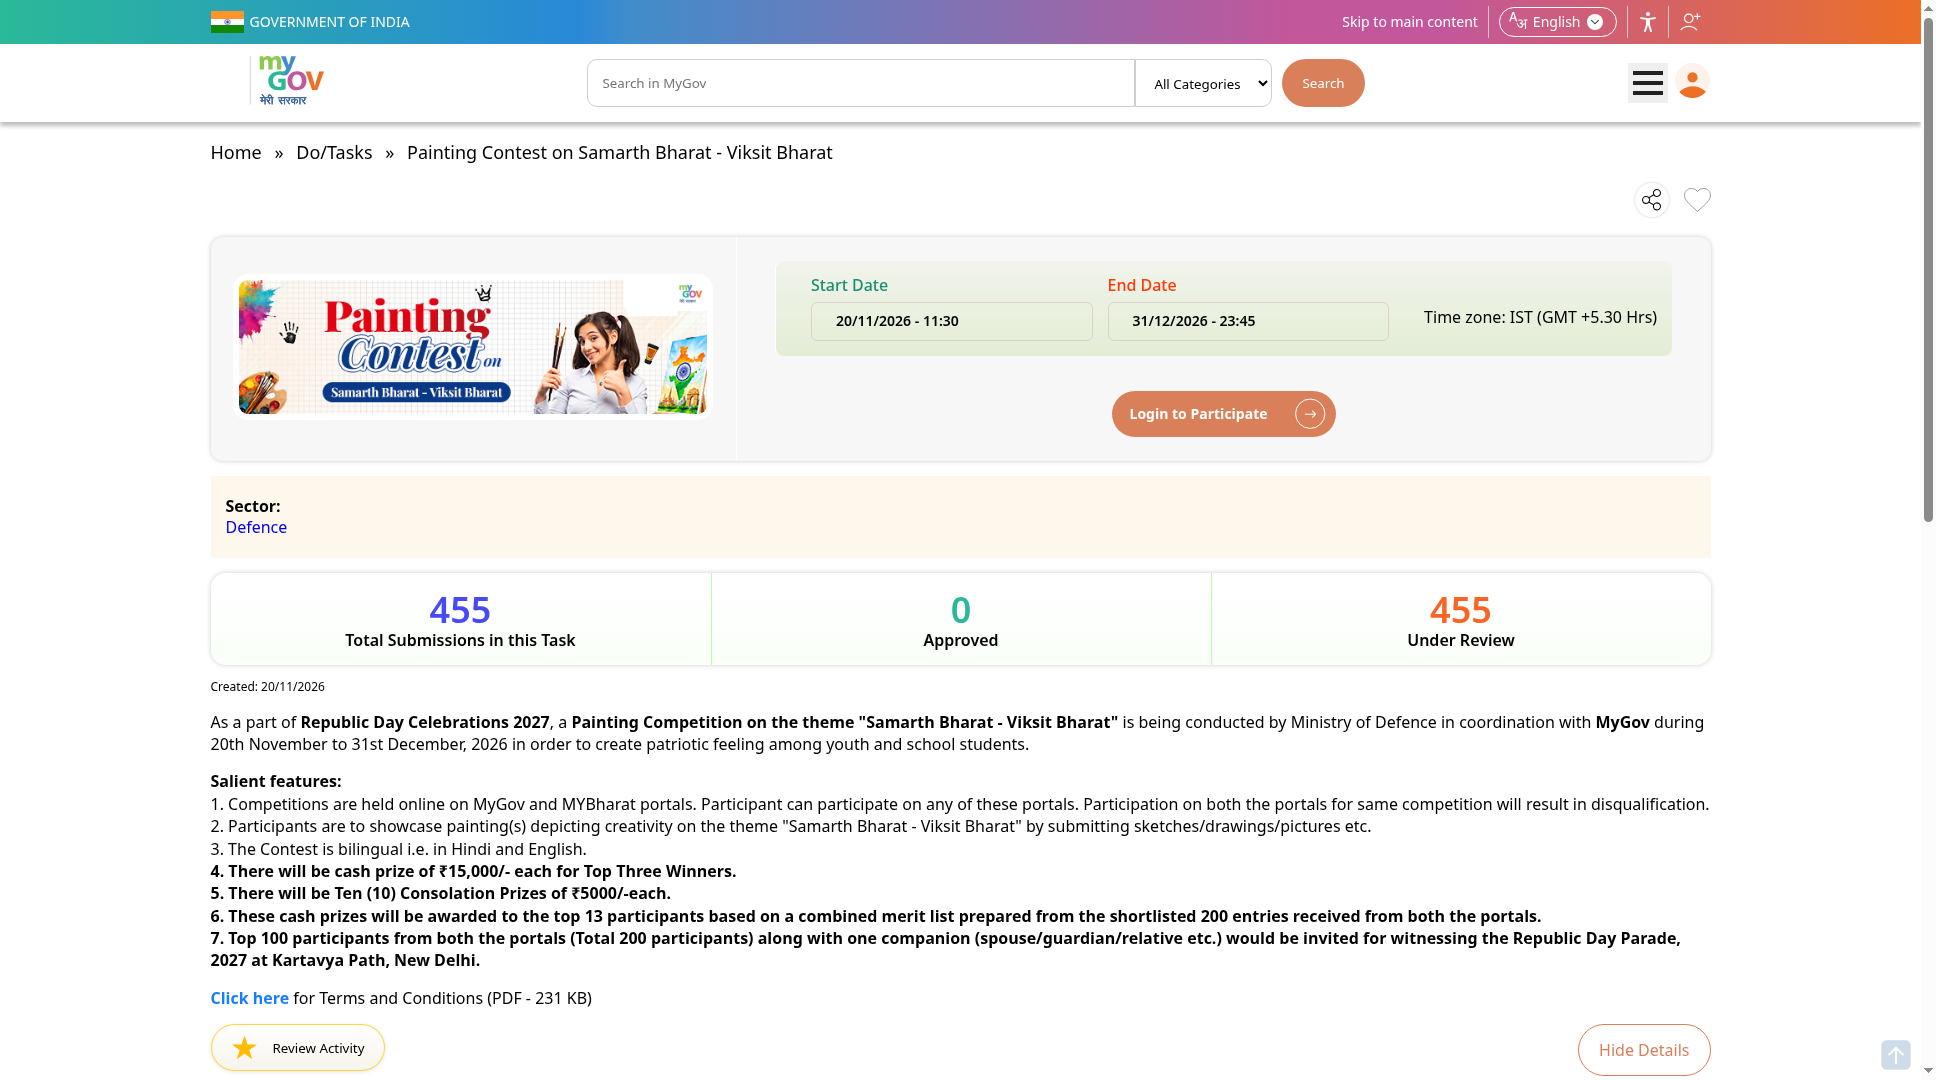 GOVERNMENT OF INDIA
Skip to main content
Aअ English
my
GOV
मेरी सरकार
Search in MyGov
All Categories
Search
Home » Do/Tasks » Painting Contest on Samarth Bharat - Viksit Bharat
my
GOV
मेरी सरकार
Painting
Contest on
Samarth Bharat - Viksit Bharat
Start Date
20/11/2026 - 11:30
End Date
31/12/2026 - 23:45
Time zone: IST (GMT +5.30 Hrs)
Login to Participate
Sector:
Defence
455
Total Submissions in this Task
0
Approved
455
Under Review
Created: 20/11/2026
As a part of Republic Day Celebrations 2027, a Painting Competition on the theme "Samarth Bharat - Viksit Bharat" is being conducted by Ministry of Defence in coordination with MyGov during
20th November to 31st December, 2026 in order to create patriotic feeling among youth and school students.
Salient features:
1. Competitions are held online on MyGov and MYBharat portals. Participant can participate on any of these portals. Participation on both the portals for same competition will result in disqualification.
2. Participants are to showcase painting(s) depicting creativity on the theme "Samarth Bharat - Viksit Bharat" by submitting sketches/drawings/pictures etc.
3. The Contest is bilingual i.e. in Hindi and English.
4. There will be cash prize of ₹15,000/- each for Top Three Winners.
5. There will be Ten (10) Consolation Prizes of ₹5000/-each.
6. These cash prizes will be awarded to the top 13 participants based on a combined merit list prepared from the shortlisted 200 entries received from both the portals.
7. Top 100 participants from both the portals (Total 200 participants) along with one companion (spouse/guardian/relative etc.) would be invited for witnessing the Republic Day Parade,
2027 at Kartavya Path, New Delhi.
Click here for Terms and Conditions (PDF - 231 KB)
Review Activity
Hide Details